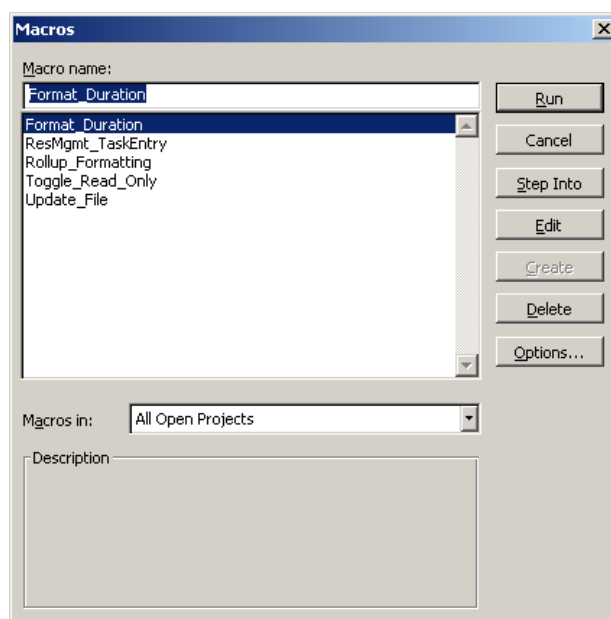 Macros
Macro name:
Format_Duration
Format_Duration
ResMgmt_TaskEntry
Rollup_Formatting
Toggle_Read_Only
Update_File
Run
Cancel
Step Into
Edit
Create
Delete
Options...
Macros in:
All Open Projects
Description